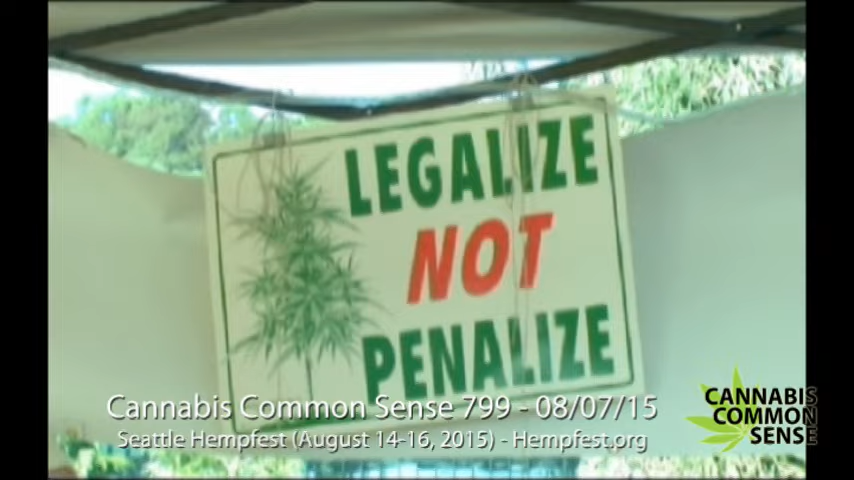 LEGALIZE
NOT
PENALIZE
Cannabis Common Sense 799 - 08/07/15
Seattle Hempfest (August 14-16, 2015) - Hempfest.org
CANNABIS
COMMON
SENSE